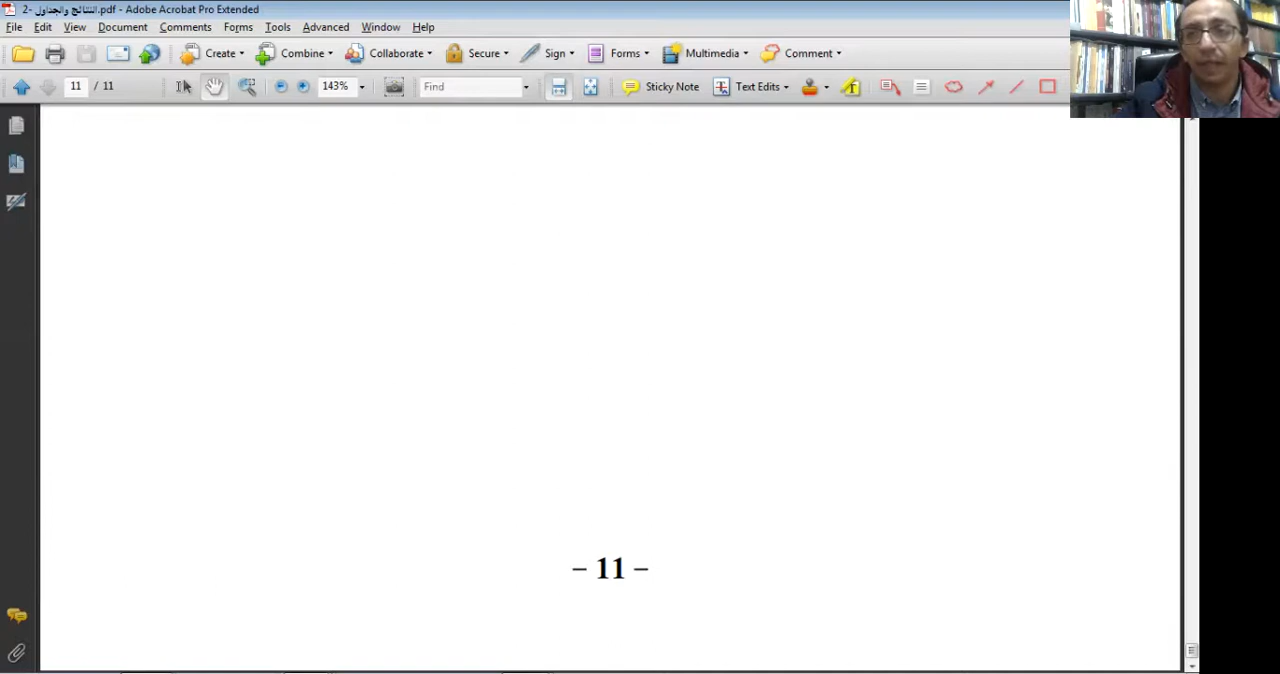 2- النتائج والجداول.pdf - Adobe Acrobat Pro Extended
File Edit View Document Comments Forms Tools Advanced Window Help
Create Combine Collaborate Secure Sign Forms Multimedia Comment
11 / 11 143% Find Sticky Note Text Edits
– 11 –